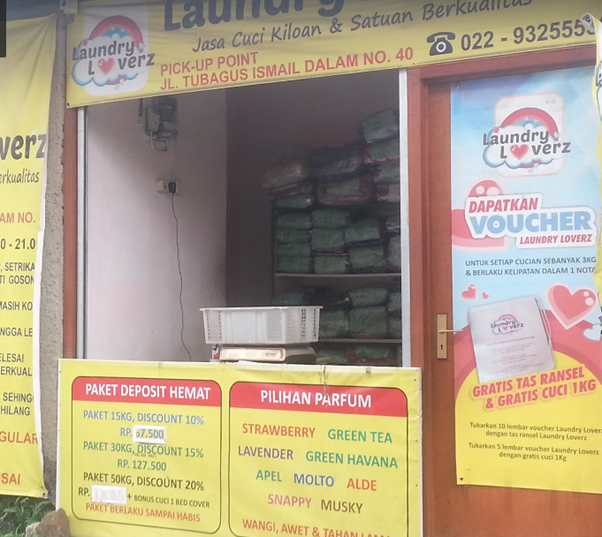 Laundry
Loverz
Laundry
Jasa Cuci Kiloan & Satuan Berkualitas
PICK-UP POINT
JL. TUBAGUS ISMAIL DALAM NO. 40
022 - 9325553
verz
erkualitas
AM NO.
0 - 21.0
, SETRIKA
TI GOSON
MASIH KO
NGGA LE
ELESAI
ERKUAL
SEHING
HILANG
GULAR
SAI
Laundry
Loverz
DAPATKAN
VOUCHER
LAUNDRY LOVERZ
UNTUK SETIAP CUCIAN SEBANYAK 3KG
& BERLAKU KELIPATAN DALAM 1 NOTA
Laundry
Loverz
GRATIS TAS RANSEL
& GRATIS CUCI 1KG
Tukarkan 10 lembar voucher Laundry Loverz
dengan tas ransel Laundry Loverz
Tukarkan 5 lembar voucher Laundry Loverz
dengan gratis cuci 1Kg
PAKET DEPOSIT HEMAT
PAKET 15KG, DISCOUNT 10%
RP. 67.500
PAKET 30KG, DISCOUNT 15%
RP. 127.500
PAKET 50KG, DISCOUNT 20%
RP. + BONUS CUCI 1 BED COVER
PAKET BERLAKU SAMPAI HABIS
PILIHAN PARFUM
STRAWBERRY GREEN TEA
LAVENDER GREEN HAVANA
APEL MOLTO ALDE
SNAPPY MUSKY
WANGI, AWET & TAHAN LAMA